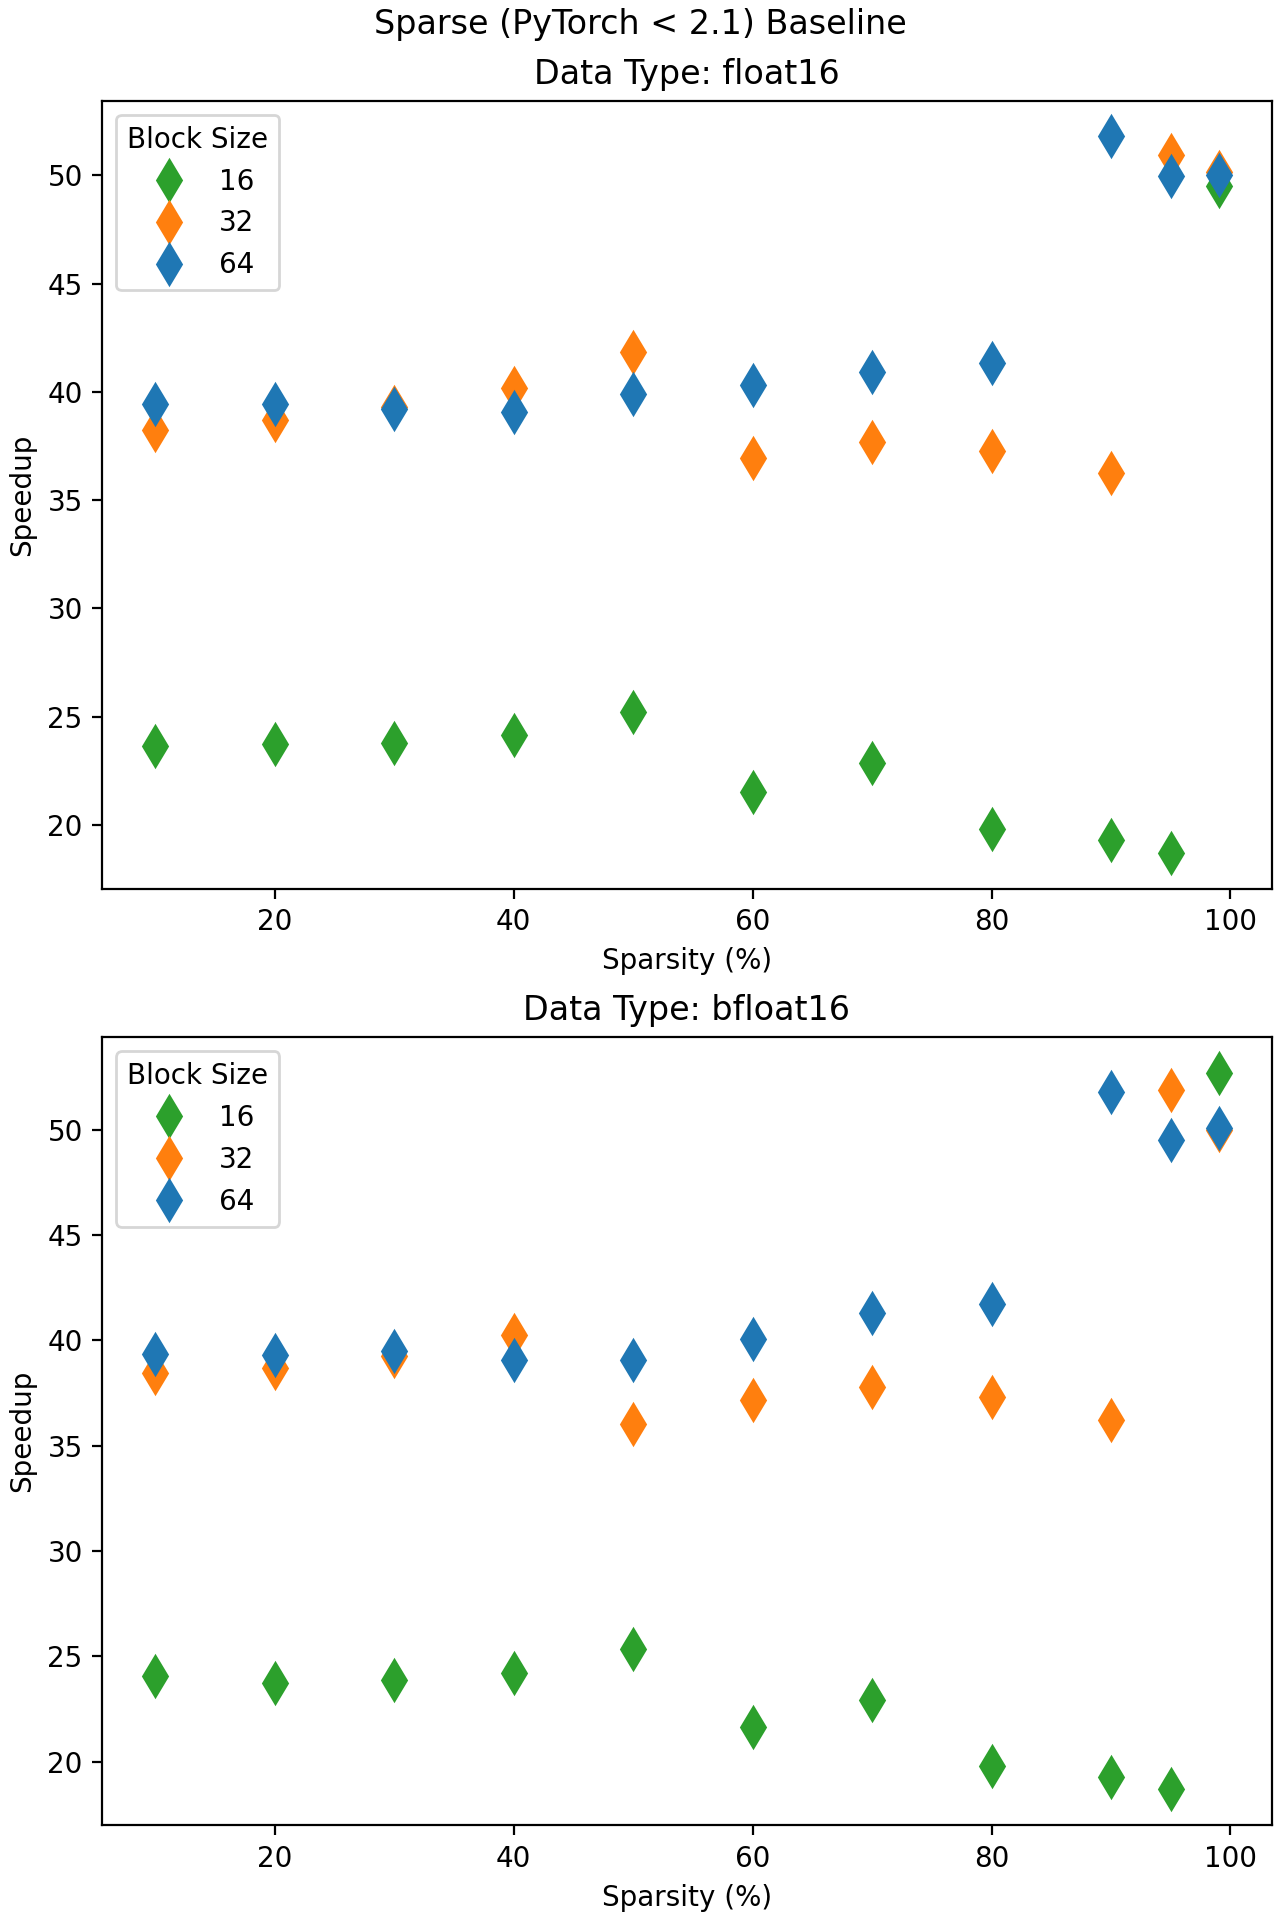 Sparse (PyTorch < 2.1) Baseline
Data Type: float16
Block Size
16
32
64
50
45
40
35
30
25
20
Speedup
20 40 60 80 100
Sparsity (%)
Data Type: bfloat16
Block Size
16
32
64
50
45
40
35
30
25
20
Speedup
20 40 60 80 100
Sparsity (%)